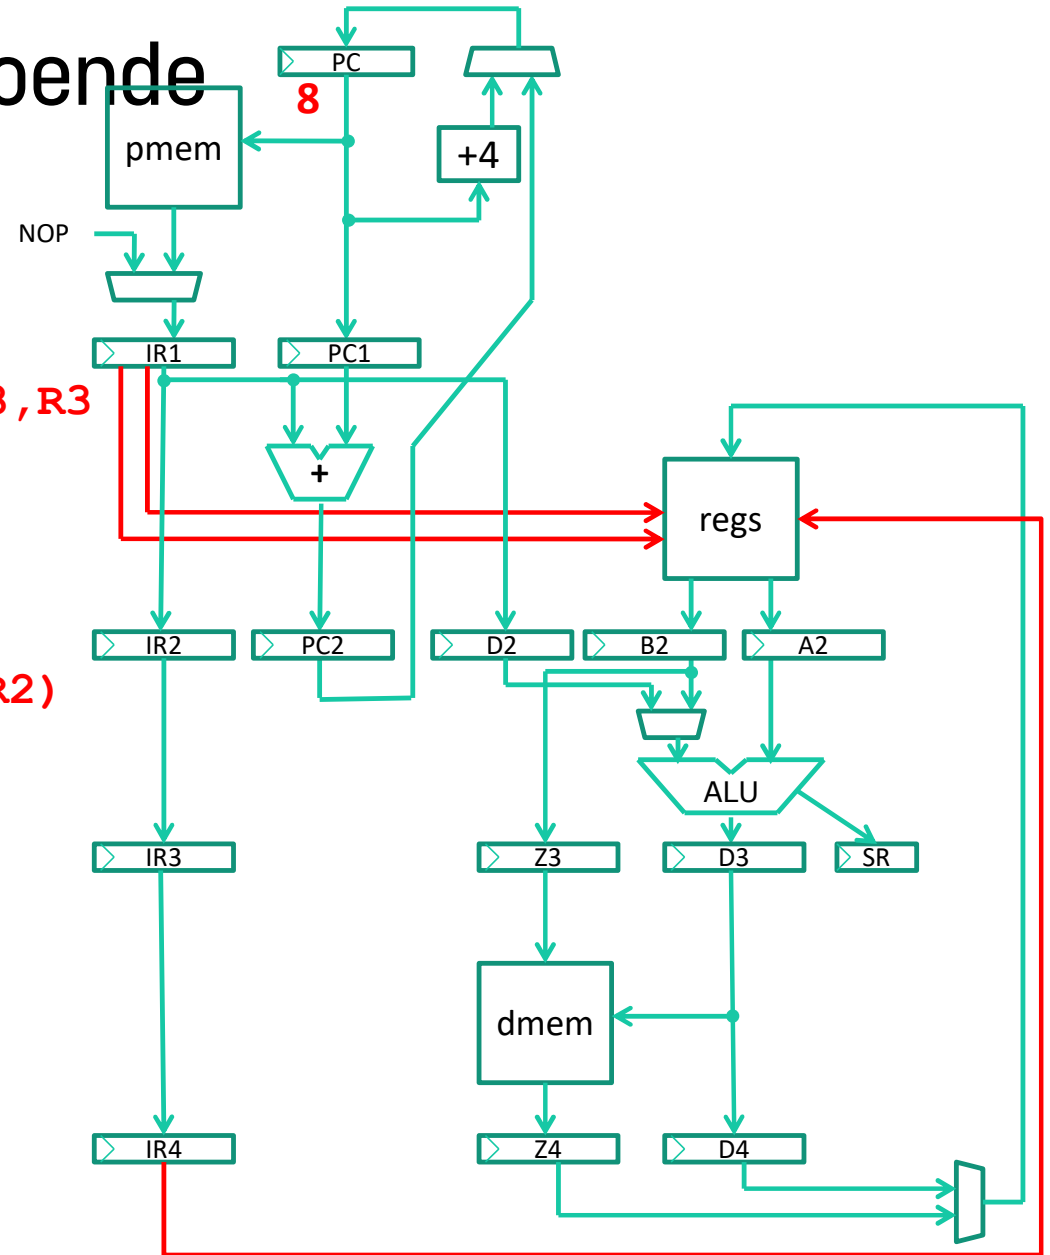 pende
PC
8
pmem
+4
NOP
IR1
PC1
,R3
+
regs
IR2
PC2
D2
B2
A2
R2)
ALU
IR3
Z3
D3
SR
dmem
IR4
Z4
D4